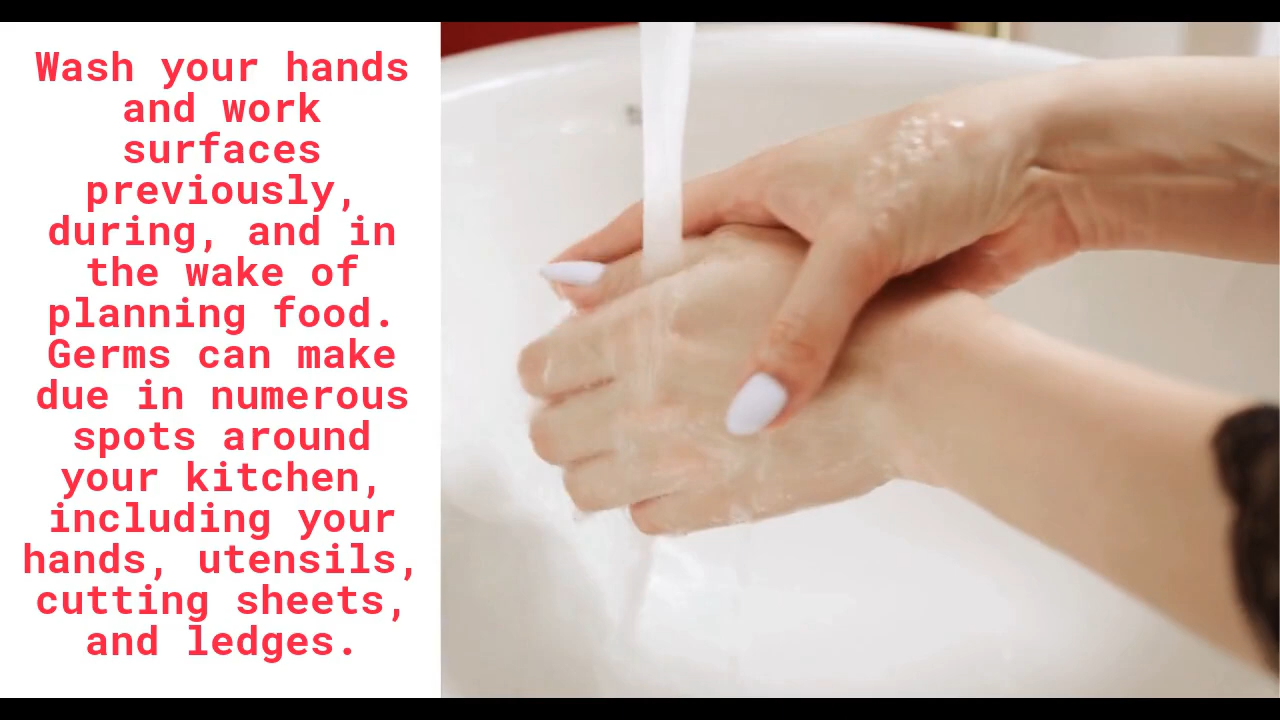 Wash your hands
and work
surfaces
previously,
during, and in
the wake of
planning food.
Germs can make
due in numerous
spots around
your kitchen,
including your
hands, utensils,
cutting sheets,
and ledges.